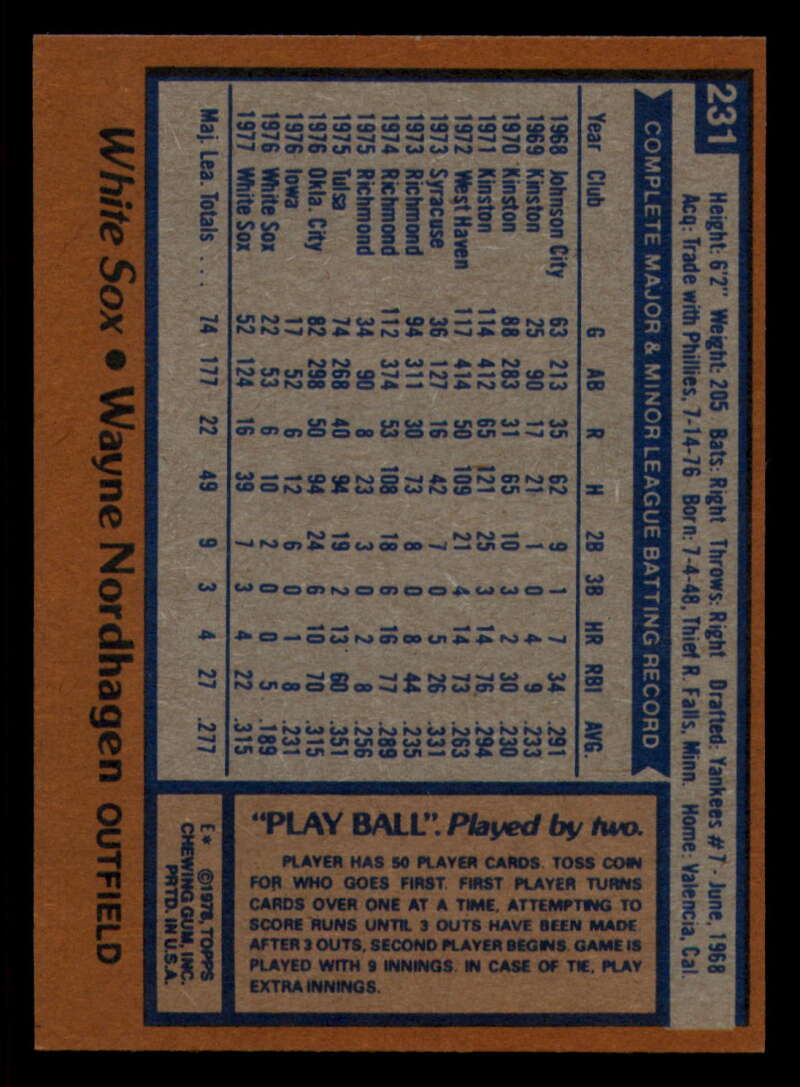 231
Height: 6'2" Weight: 205 Bats: Right Throws: Right Drafted: Yankees #7 - June, 1968
Acq: Trade with Phillies, 7-14-76 Born: 7-4-48, Thief R. Falls, Minn. Home: Valencia, Cal.
COMPLETE MAJOR & MINOR LEAGUE BATTING RECORD
Year Club G AB R H 2B 3B HR RBI AVG.
1968 Johnson City 63 213 35 62 9 1 7 34 .291
1969 Kinston 25 90 17 21 1 0 4 9 .233
1970 Kinston 88 283 31 65 10 3 2 30 .230
1971 Kinston 114 412 65 121 25 3 14 76 .294
1972 West Haven 117 414 50 109 21 4 14 73 .263
1973 Syracuse 36 127 16 42 7 0 5 26 .331
1973 Richmond 94 311 30 73 8 0 8 44 .235
1974 Richmond 112 374 53 108 18 6 16 77 .289
1975 Richmond 34 90 8 23 3 0 2 8 .256
1975 Tulsa 74 268 40 94 19 2 13 60 .351
1976 Okla. City 82 298 50 94 24 6 10 70 .315
1976 Iowa 17 52 6 12 6 0 1 8 .231
1976 White Sox 22 53 6 10 2 0 0 5 .189
1977 White Sox 52 124 16 39 7 3 4 22 .315
Maj. Lea. Totals . . . 74 177 22 49 9 3 4 27 .277
"PLAY BALL". Played by two.
PLAYER HAS 50 PLAYER CARDS. TOSS COIN
FOR WHO GOES FIRST. FIRST PLAYER TURNS
CARDS OVER ONE AT A TIME, ATTEMPTING TO
SCORE RUNS UNTIL 3 OUTS HAVE BEEN MADE.
AFTER 3 OUTS, SECOND PLAYER BEGINS. GAME IS
PLAYED WITH 9 INNINGS. IN CASE OF TIE, PLAY
EXTRA INNINGS.
E* ©1978, TOPPS
CHEWING GUM, INC.
PRTD. IN U.S.A.
White Sox • Wayne Nordhagen OUTFIELD